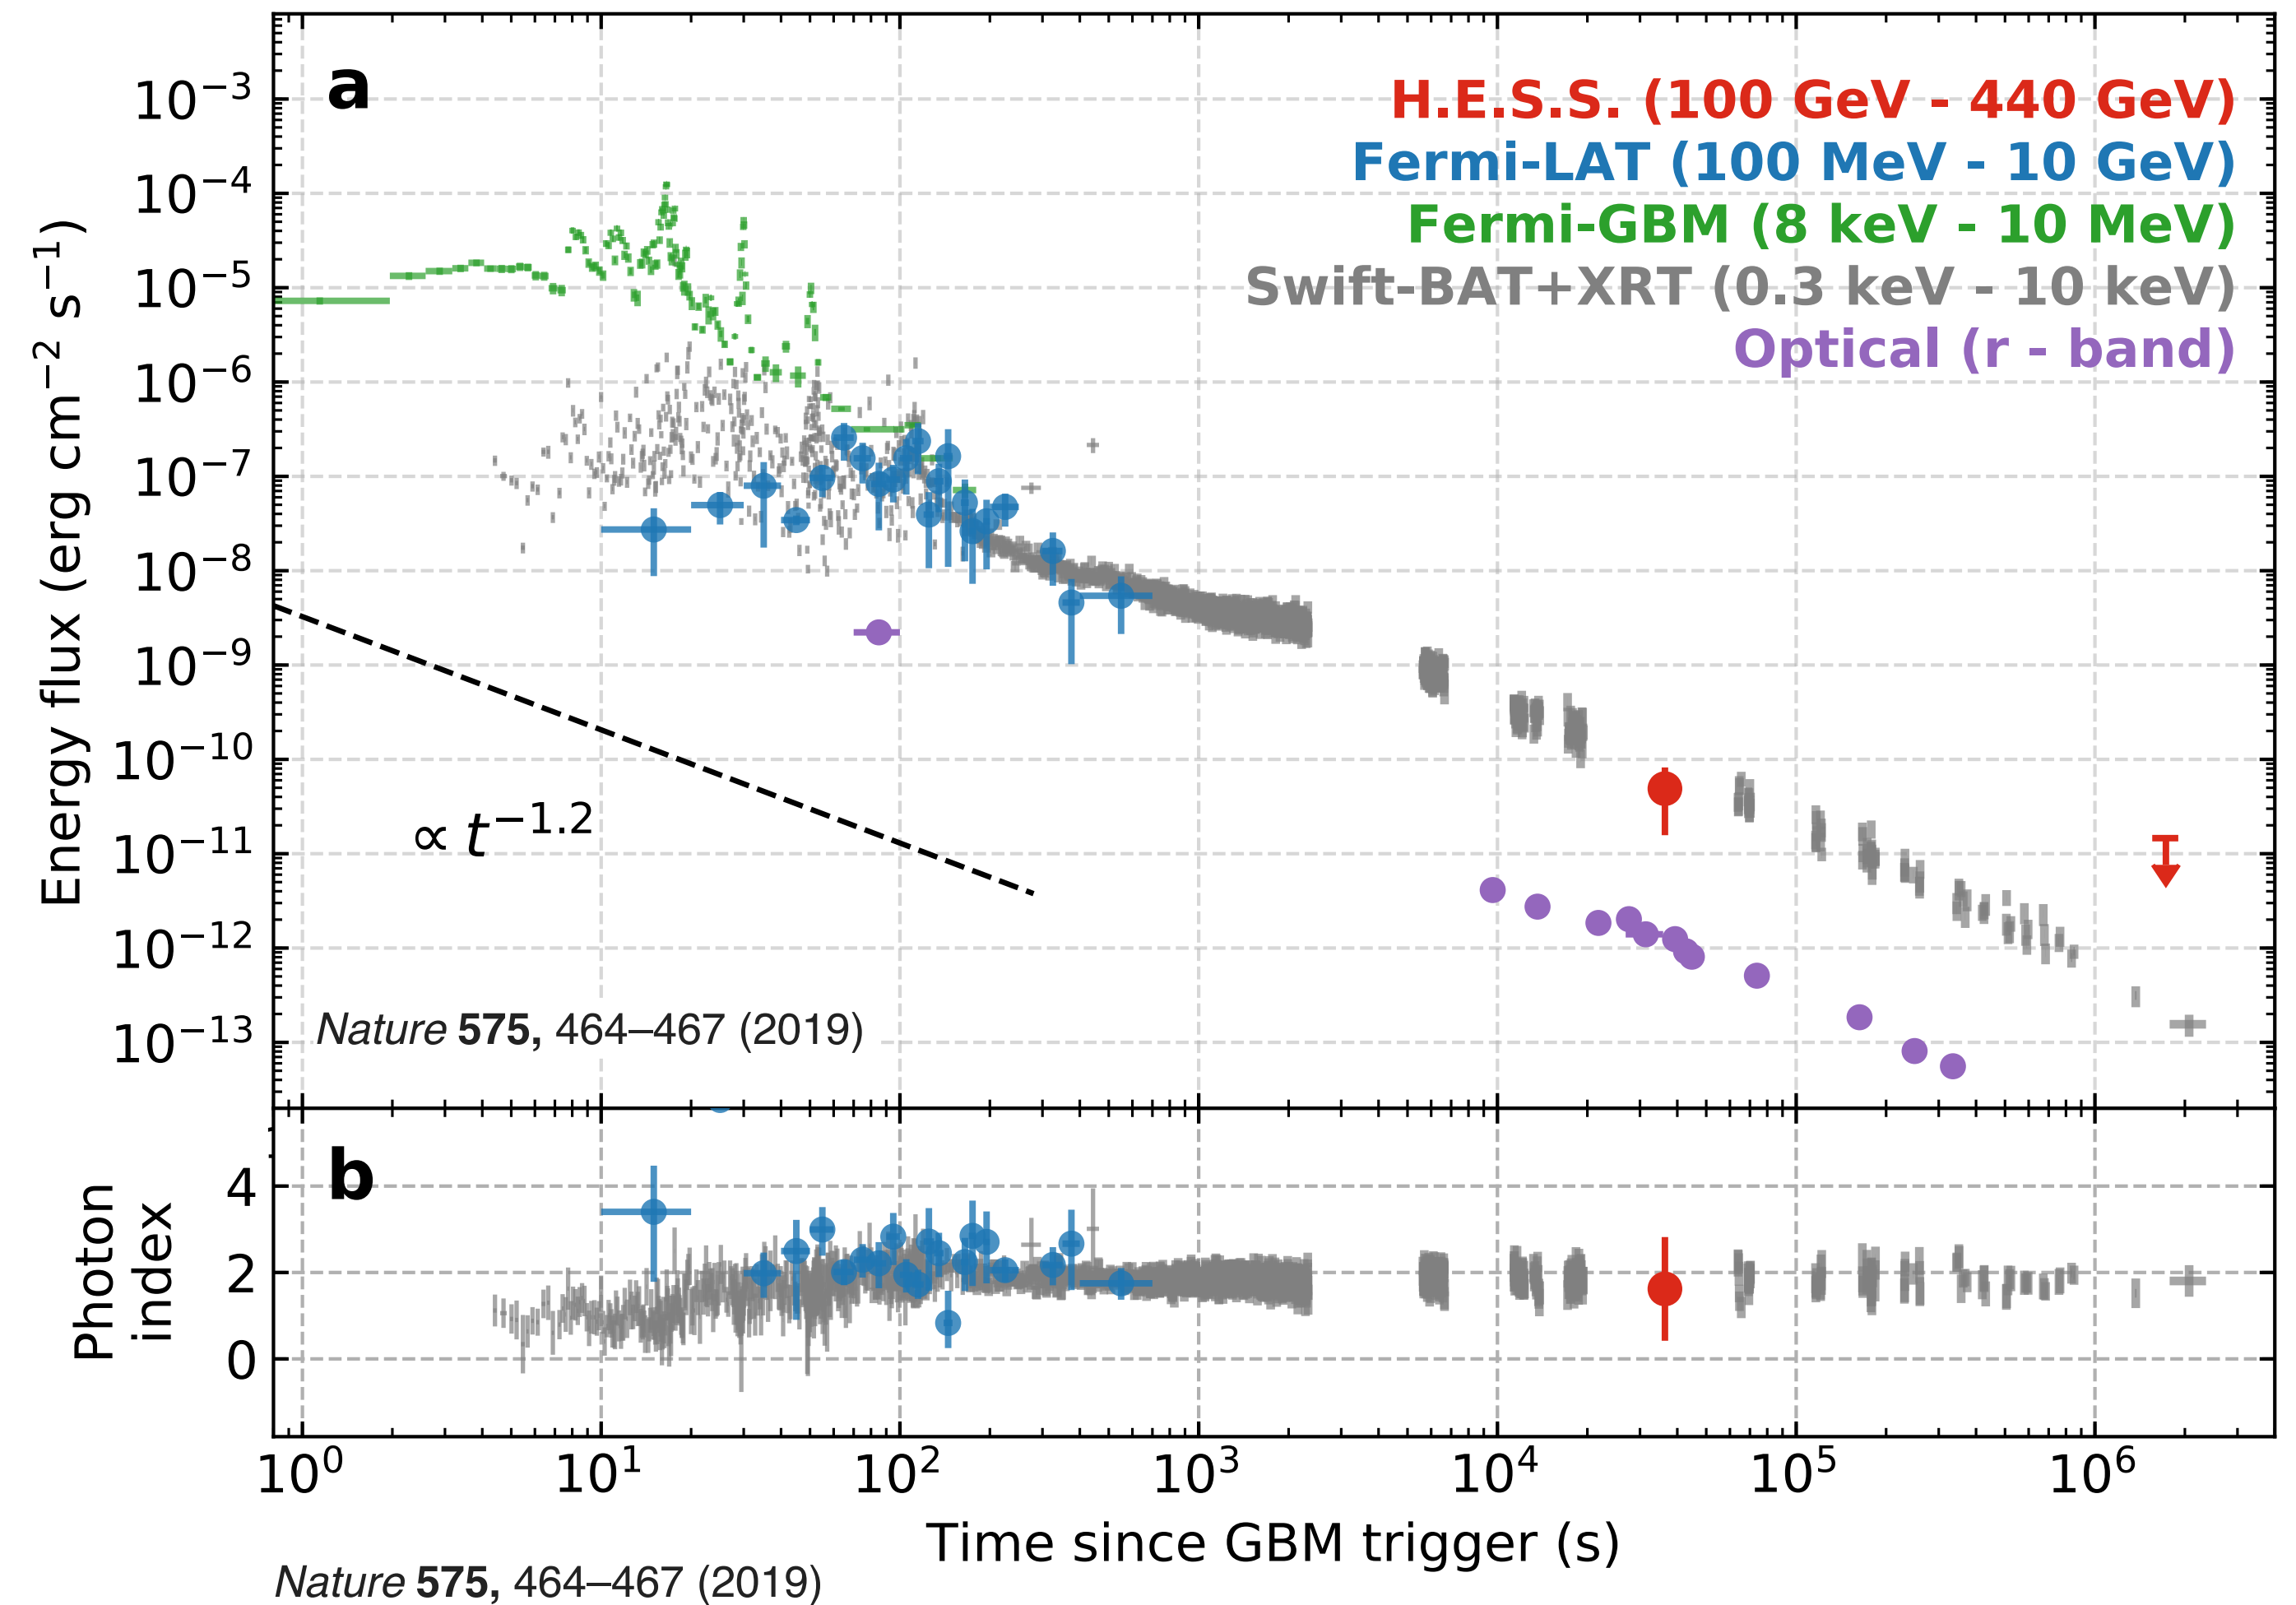 a
H.E.S.S. (100 GeV - 440 GeV)
Fermi-LAT (100 MeV - 10 GeV)
Fermi-GBM (8 keV - 10 MeV)
Swift-BAT+XRT (0.3 keV - 10 keV)
Optical (r - band)
Energy flux (erg cm⁻² s⁻¹)
10⁻³
10⁻⁴
10⁻⁵
10⁻⁶
10⁻⁷
10⁻⁸
10⁻⁹
10⁻¹⁰
10⁻¹¹
10⁻¹²
10⁻¹³
∝ t⁻¹·²
Nature 575, 464–467 (2019)
b
Photon
index
4
2
0
10⁰ 10¹ 10² 10³ 10⁴ 10⁵ 10⁶
Time since GBM trigger (s)
Nature 575, 464–467 (2019)